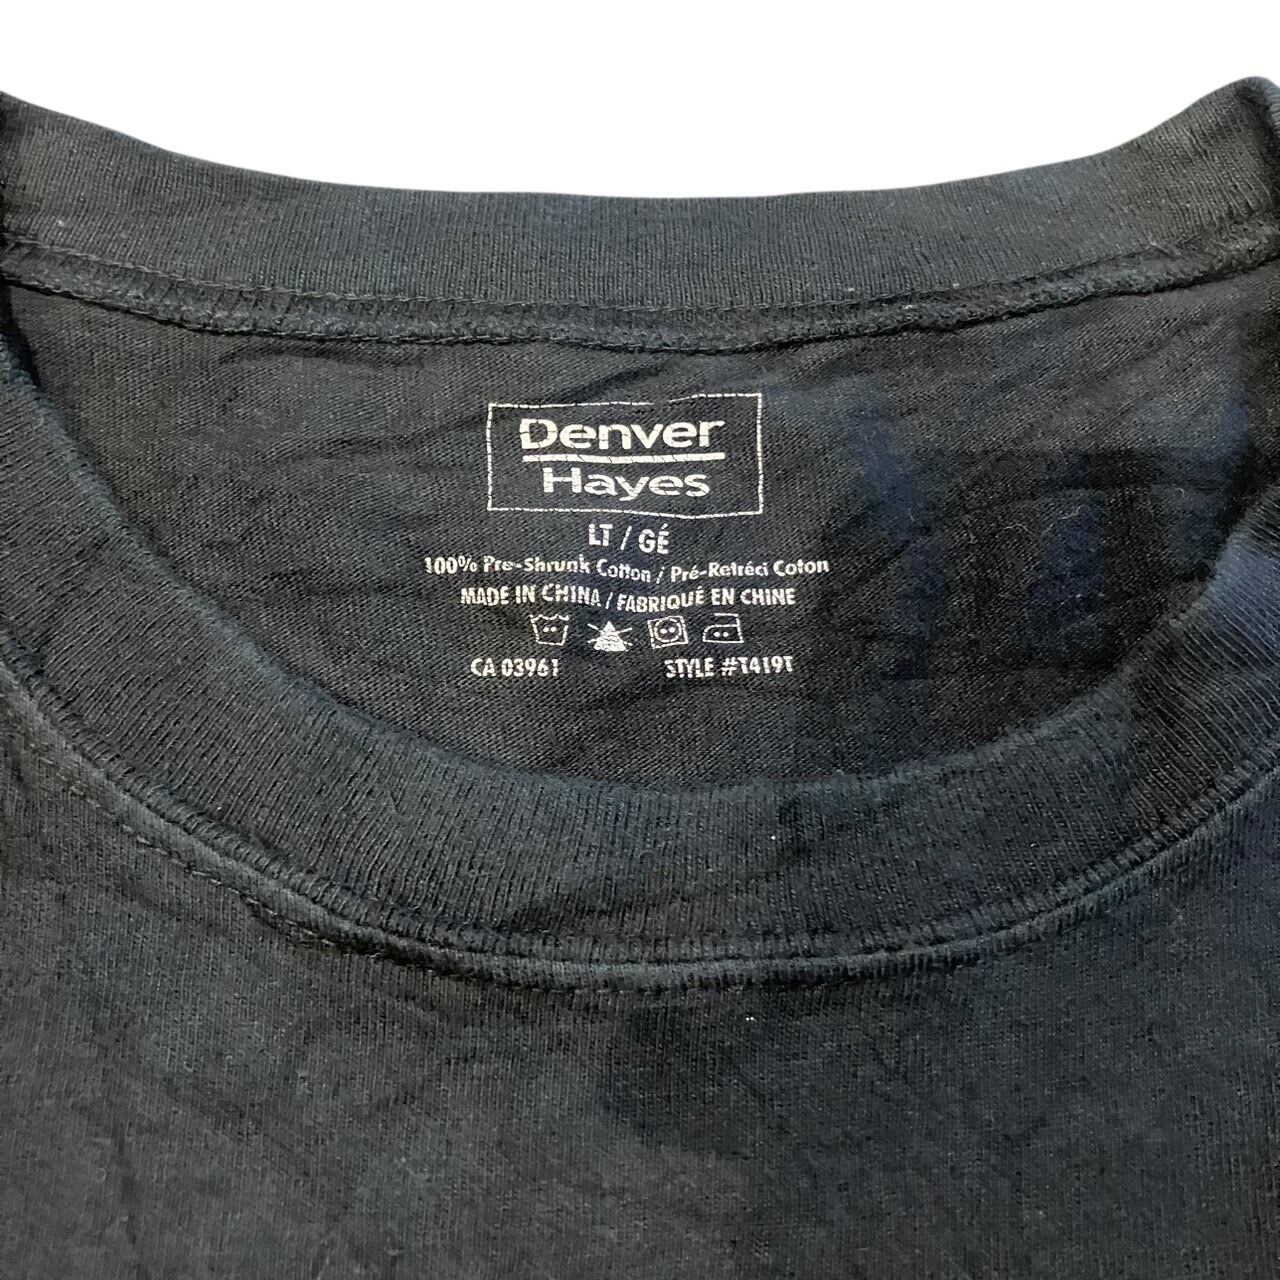 Denver
Hayes
LT / GÉ
100% Pre-Shrunk Cotton / Pré-Retréci Coton
MADE IN CHINA / FABRIQUÉ EN CHINE
CA 03961 STYLE #T419T